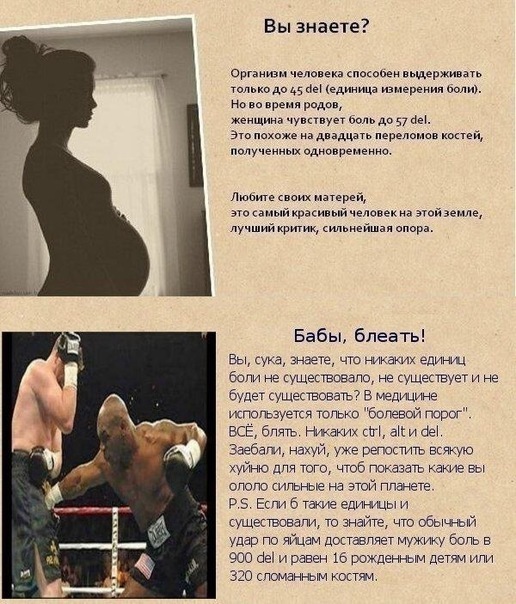 Вы знаете?
Организм человека способен выдерживать
только до 45 del (единица измерения боли).
Но во время родов,
женщина чувствует боль до 57 del.
Это похоже на двадцать переломов костей,
полученных одновременно.
Любите своих матерей,
это самый красивый человек на этой земле,
лучший критик, сильнейшая опора.
Бабы, блеать!
Вы, сука, знаете, что никаких единиц
боли не существовало, не существует и не
будет существовать? В медицине
используется только "болевой порог".
ВСЁ, блять. Никаких ctrl, alt и del.
Заебали, нахуй, уже репостить всякую
хуйню для того, чтоб показать какие вы
ололо сильные на этой планете.
P.S. Если б такие единицы и
существовали, то знайте, что обычный
удар по яйцам доставляет мужику боль в
900 del и равен 16 рожденным детям или
320 сломанным костям.